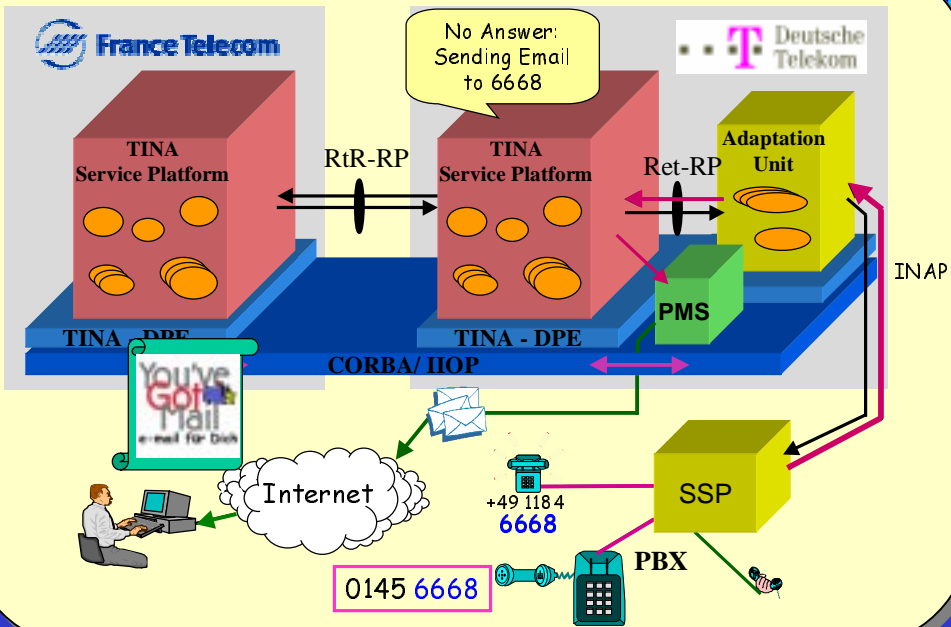 France Telecom
No Answer:
Sending Email
to 6668
Deutsche
Telekom
TINA
Service Platform
RtR-RP
TINA
Service Platform
Ret-RP
Adaptation
Unit
INAP
PMS
TINA - DPE
TINA - DPE
CORBA/ IIOP
You've
Got
Mail
e-mail für Dich
Internet
+49 1184
6668
SSP
PBX
0145 6668